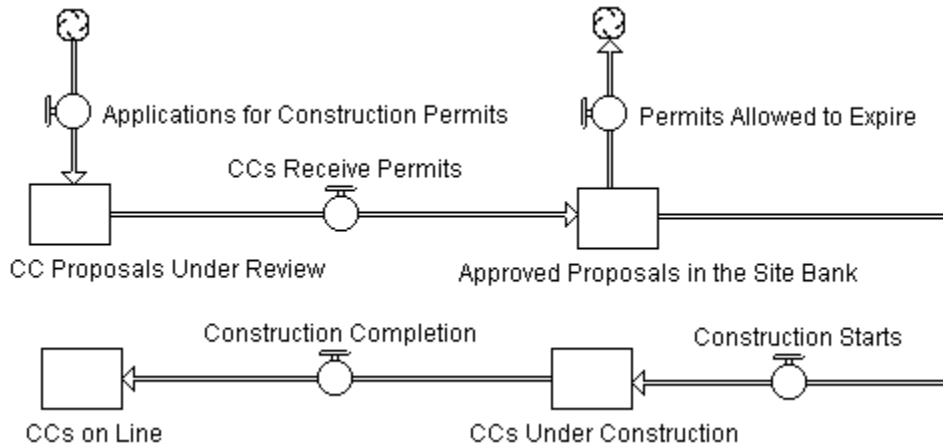 Applications for Construction Permits
Permits Allowed to Expire
CCs Receive Permits
CC Proposals Under Review
Approved Proposals in the Site Bank
Construction Completion
Construction Starts
CCs on Line
CCs Under Construction